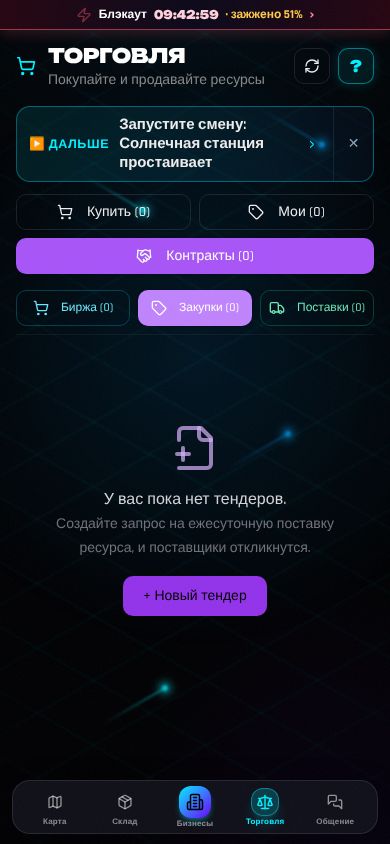 Блэкаут 09:42:59 · зажжено 51% ›
ТОРГОВЛЯ
Покупайте и продавайте ресурсы
?
▶️ ДАЛЬШЕ
Запустите смену:
Солнечная станция
простаивает
› ×
Купить (0) Мои (0)
Контракты (0)
Биржа (0) Закупки (0) Поставки (0)
У вас пока нет тендеров.
Создайте запрос на ежесуточную поставку
ресурса, и поставщики откликнутся.
+ Новый тендер
Карта Склад Бизнесы Торговля Общение